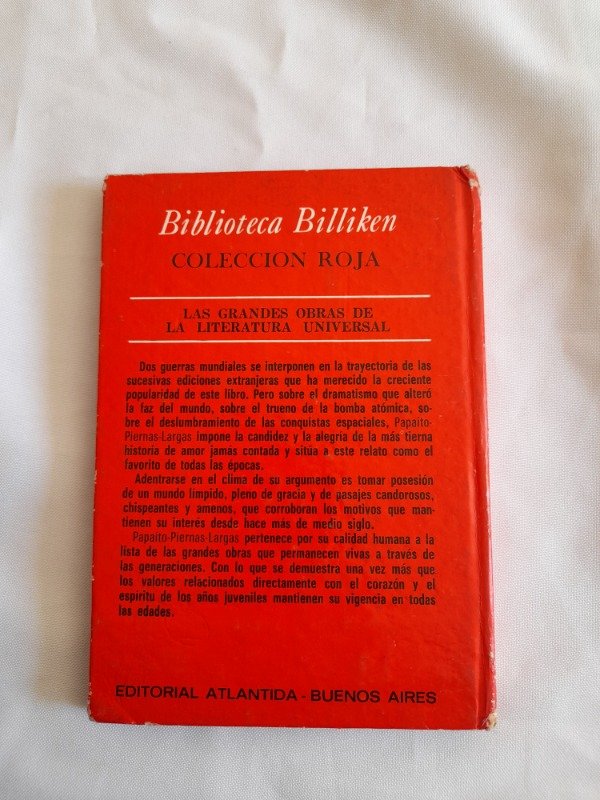 Biblioteca Billiken
COLECCION ROJA
LAS GRANDES OBRAS DE
LA LITERATURA UNIVERSAL
Dos guerras mundiales se interponen en la trayectoria de las
sucesivas ediciones extranjeras que ha merecido la creciente
popularidad de este libro. Pero sobre el dramatismo que alteró
la faz del mundo, sobre el trueno de la bomba atómica, so-
bre el deslumbramiento de las conquistas espaciales, Papaíto-
Piernas-Largas impone la candidez y la alegría de la más tierna
historia de amor jamás contada y sitúa a este relato como el
favorito de todas las épocas.
Adentrarse en el clima de su argumento es tomar posesión
de un mundo límpido, pleno de gracia y de pasajes candorosos,
chispeantes y amenos, que corroboran los motivos que man-
tienen su interés desde hace más de medio siglo.
Papaíto-Piernas-Largas pertenece por su calidad humana a la
lista de las grandes obras que permanecen vivas a través de
las generaciones. Con lo que se demuestra una vez más que
los valores relacionados directamente con el corazón y el
espíritu de los años juveniles mantienen su vigencia en todas
las edades.
EDITORIAL ATLANTIDA - BUENOS AIRES